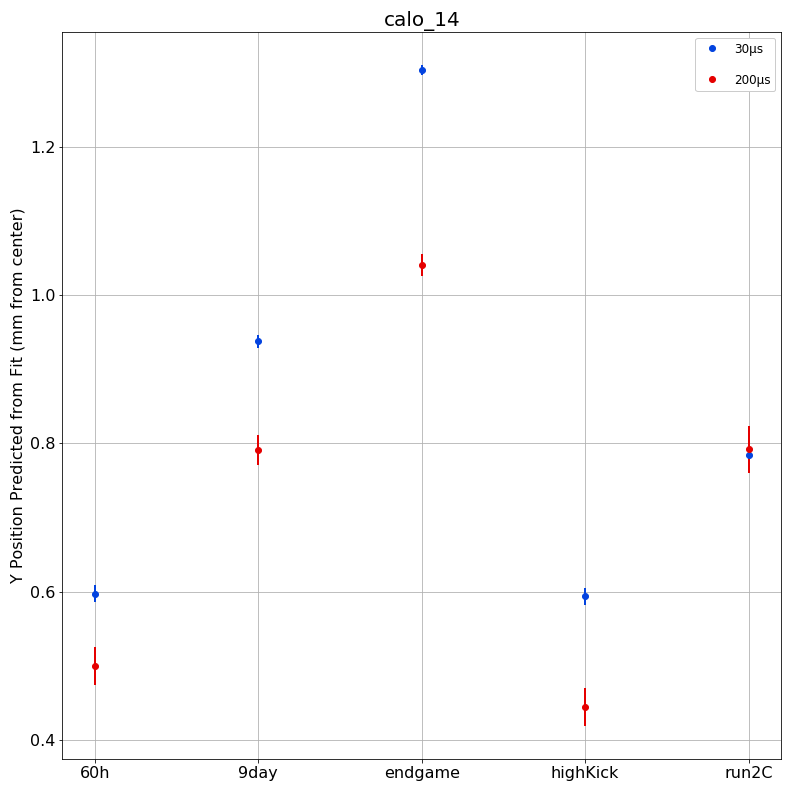 calo_14
30μs
200μs
Y Position Predicted from Fit (mm from center)
1.2
1.0
0.8
0.6
0.4
60h 9day endgame highKick run2C